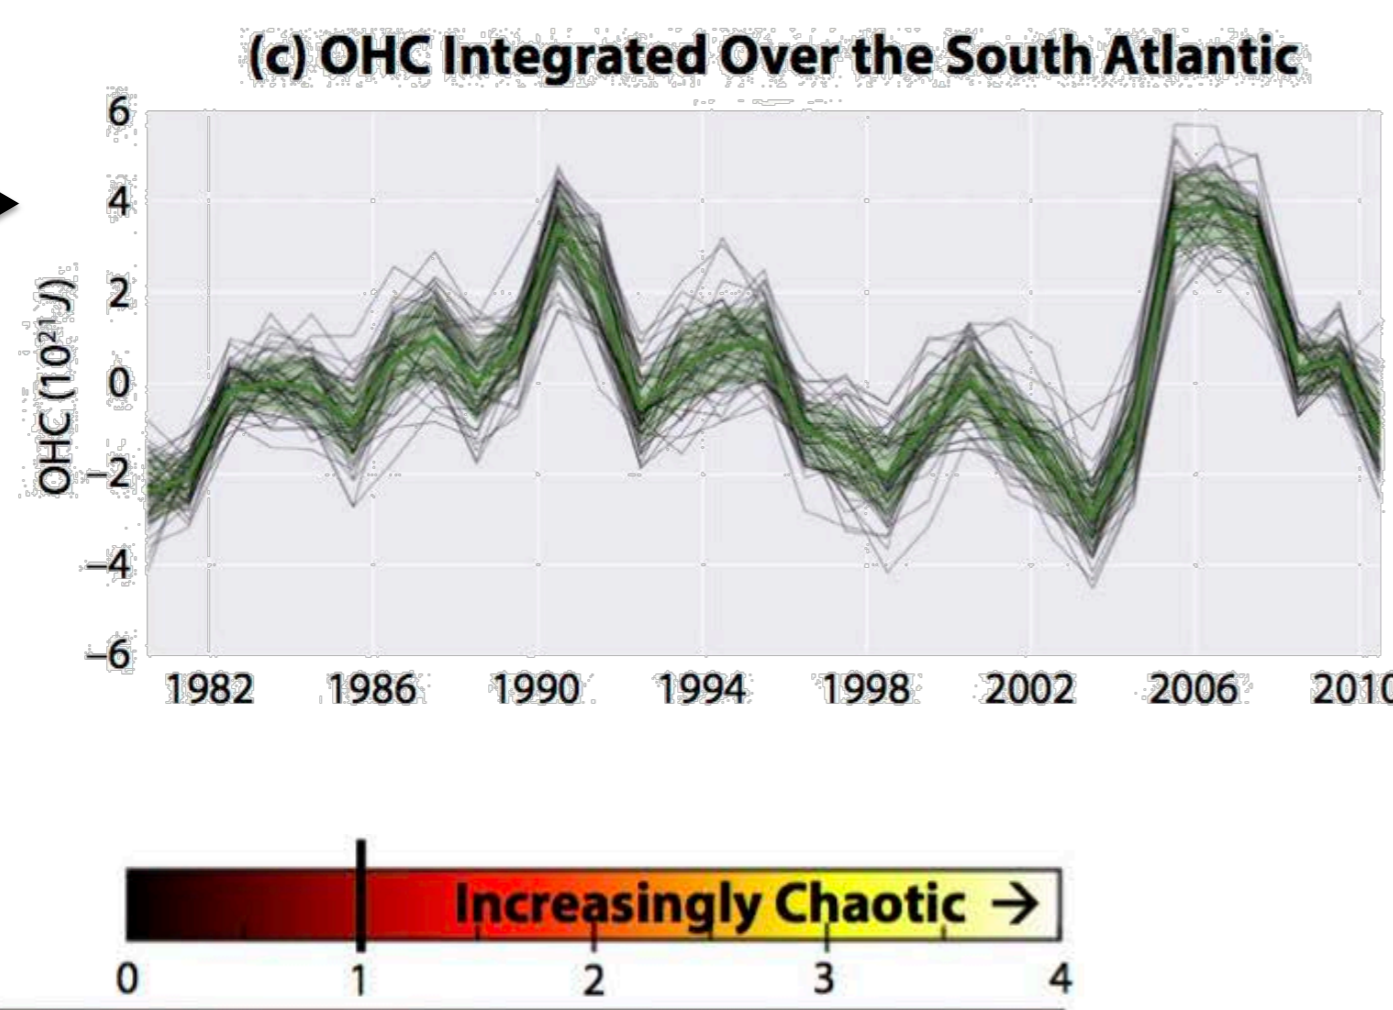 (c) OHC Integrated Over the South Atlantic
6
4
2
0
−2
−4
−6
OHC (10²¹ J)
1982 1986 1990 1994 1998 2002 2006 2010
Increasingly Chaotic →
0 1 2 3 4